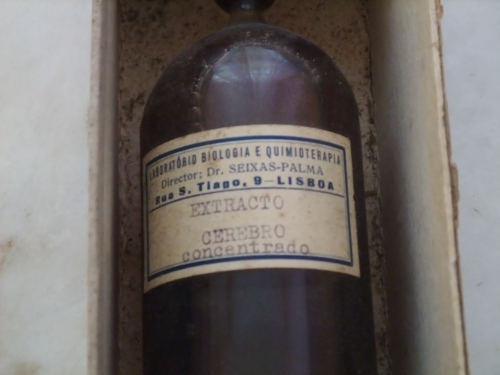 LABORATÓRIO BIOLOGIA E QUIMIOTERAPIA
Director; Dr. SEIXAS-PALMA
Rua S. Tiago, 9-LISBOA
EXTRACTO
CEREBRO
concentrado